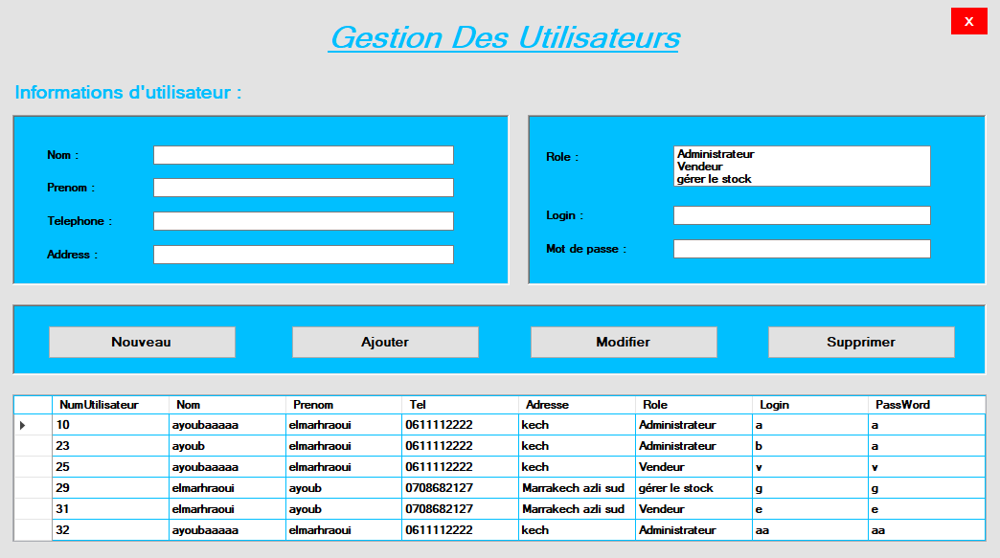 X
Gestion Des Utilisateurs
Informations d'utilisateur :
Nom :
Prenom :
Telephone :
Address :
Role :
Administrateur
Vendeur
gérer le stock
Login :
Mot de passe :
Nouveau Ajouter Modifier Supprimer
NumUtilisateur Nom Prenom Tel Adresse Role Login PassWord
10 ayoubaaaaa elmarhraoui 0611112222 kech Administrateur a a
23 ayoub elmarhraoui 0611112222 kech Administrateur b a
25 ayoubaaaaa elmarhraoui 0611112222 kech Vendeur v v
29 elmarhraoui ayoub 0708682127 Marrakech azli sud gérer le stock g g
31 elmarhraoui ayoub 0708682127 Marrakech azli sud Vendeur e e
32 ayoubaaaaa elmarhraoui 0611112222 kech Administrateur aa aa